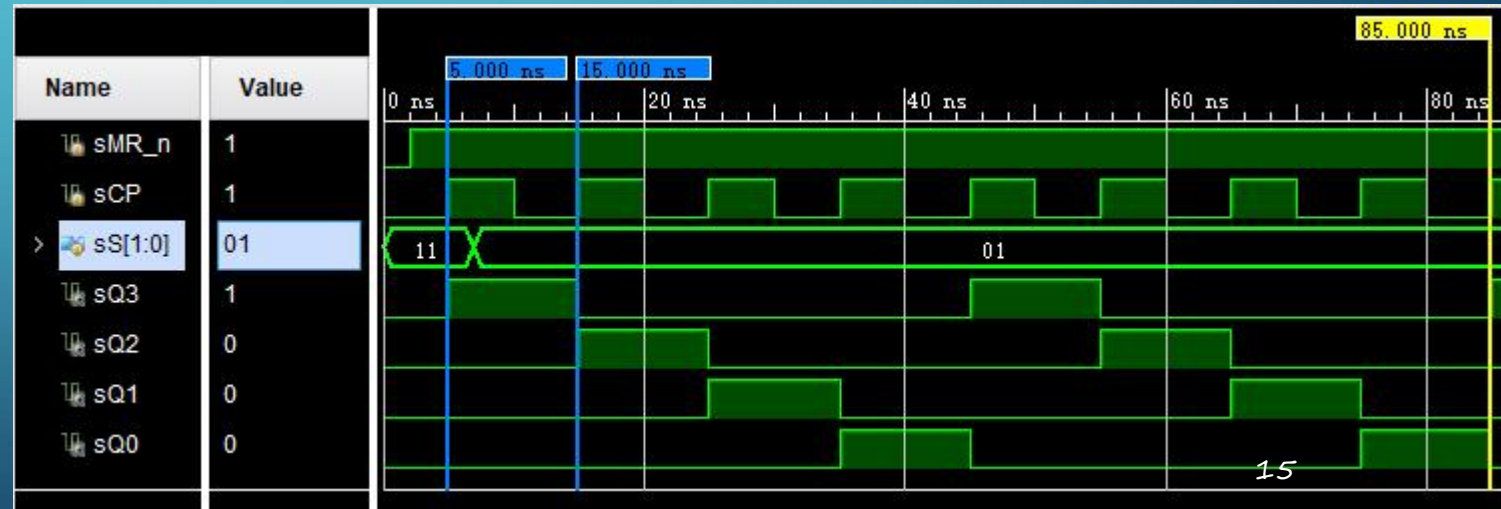 85.000 ns
5.000 ns 15.000 ns
Name Value
0 ns 20 ns 40 ns 60 ns 80 ns
sMR_n 1
sCP 1
> sS[1:0] 01 11 01
sQ3 1
sQ2 0
sQ1 0
sQ0 0
15